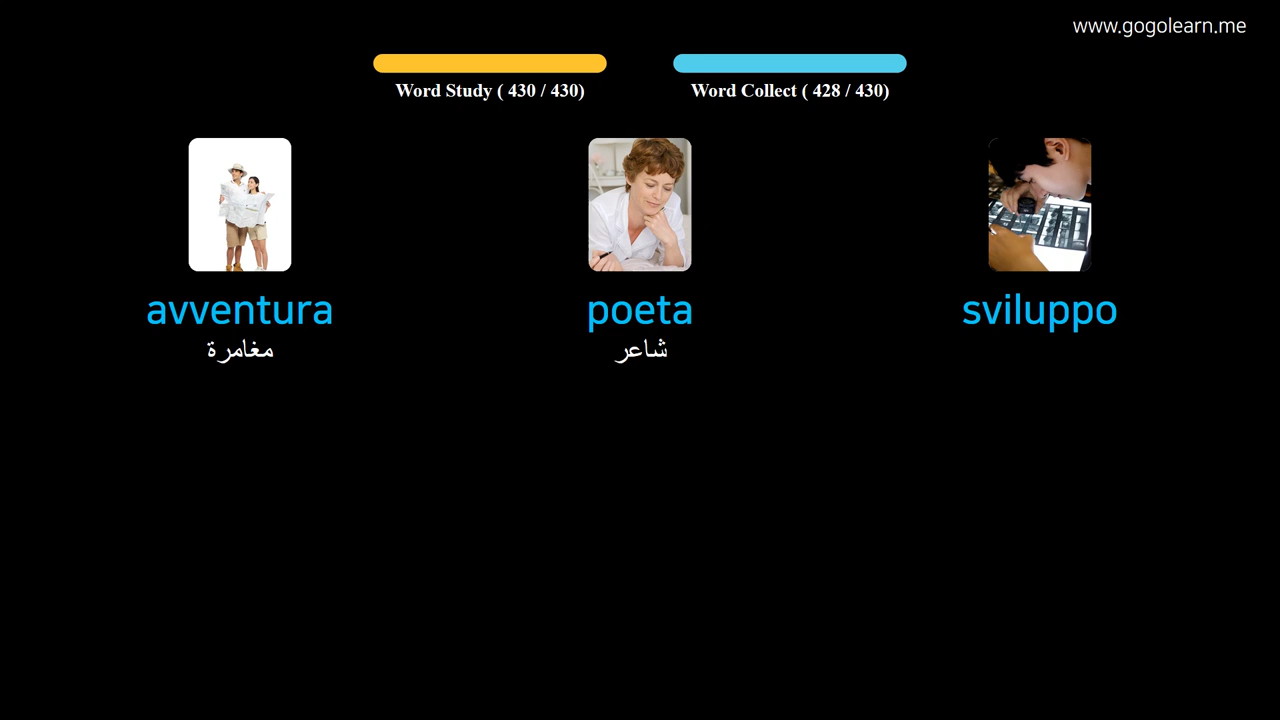 www.gogolearn.me
Word Study ( 430 / 430)
Word Collect ( 428 / 430)
avventura
مغامرة
poeta
شاعر
sviluppo